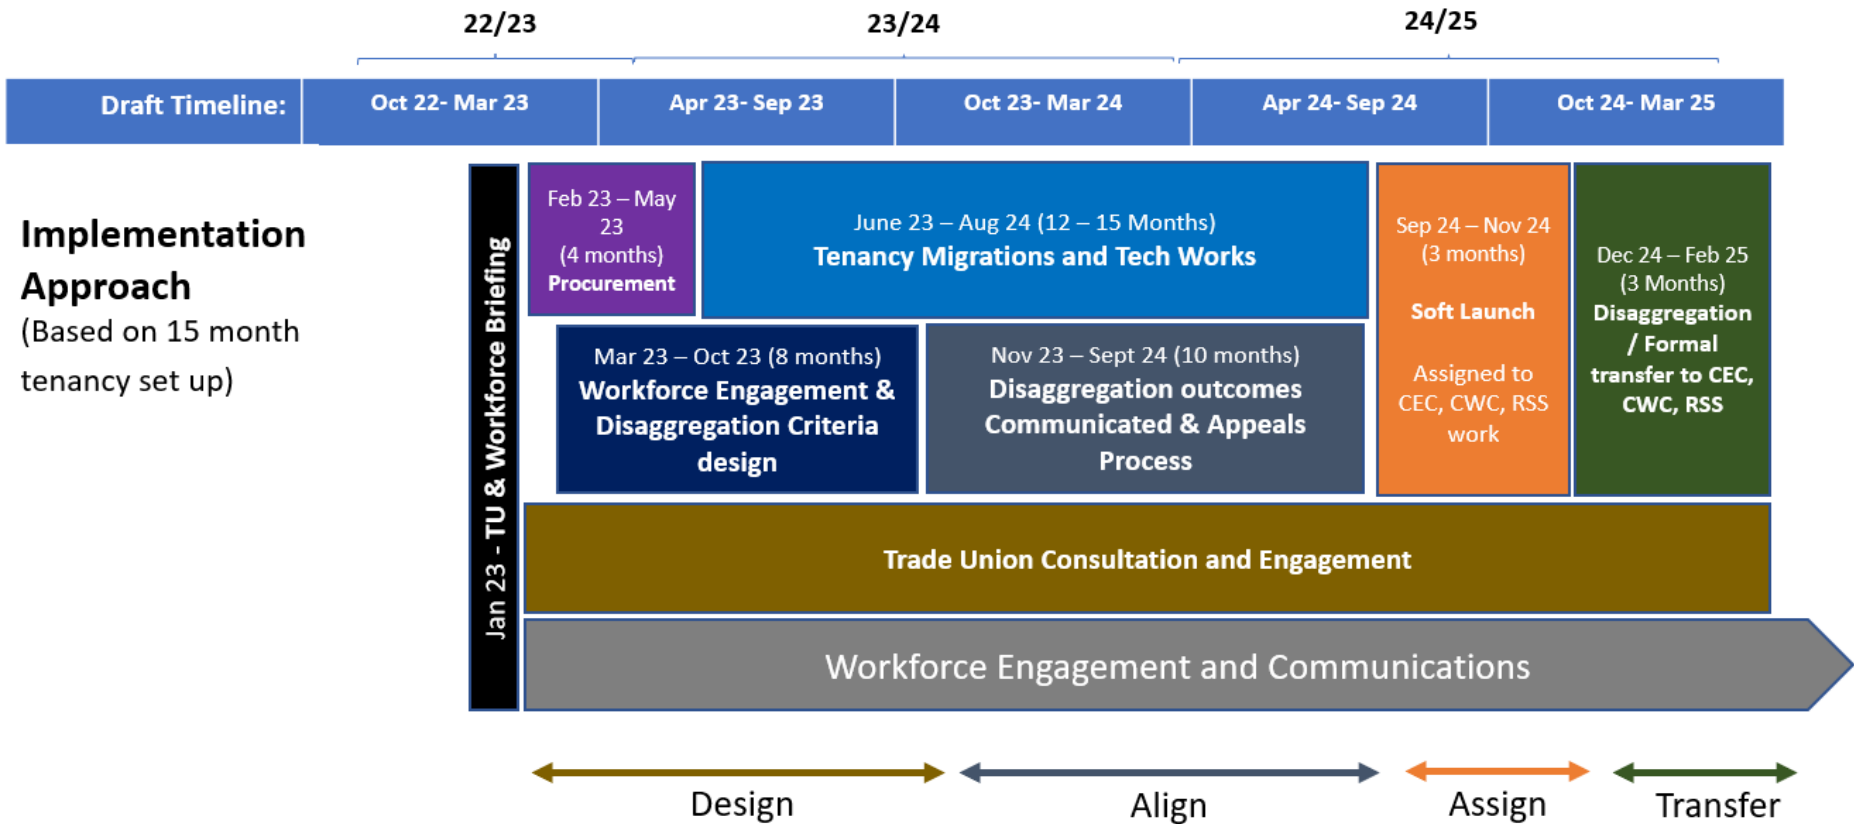 22/23
23/24
24/25
Draft Timeline:
Oct 22- Mar 23
Apr 23- Sep 23
Oct 23- Mar 24
Apr 24- Sep 24
Oct 24- Mar 25
Implementation
Approach
(Based on 15 month
tenancy set up)
Jan 23 - TU & Workforce Briefing
Feb 23 – May
23
(4 months)
Procurement
June 23 – Aug 24 (12 – 15 Months)
Tenancy Migrations and Tech Works
Mar 23 – Oct 23 (8 months)
Workforce Engagement &
Disaggregation Criteria
design
Nov 23 – Sept 24 (10 months)
Disaggregation outcomes
Communicated & Appeals
Process
Sep 24 – Nov 24
(3 months)
Soft Launch
Assigned to
CEC, CWC, RSS
work
Dec 24 – Feb 25
(3 Months)
Disaggregation
/ Formal
transfer to CEC,
CWC, RSS
Trade Union Consultation and Engagement
Workforce Engagement and Communications
Design
Align
Assign
Transfer